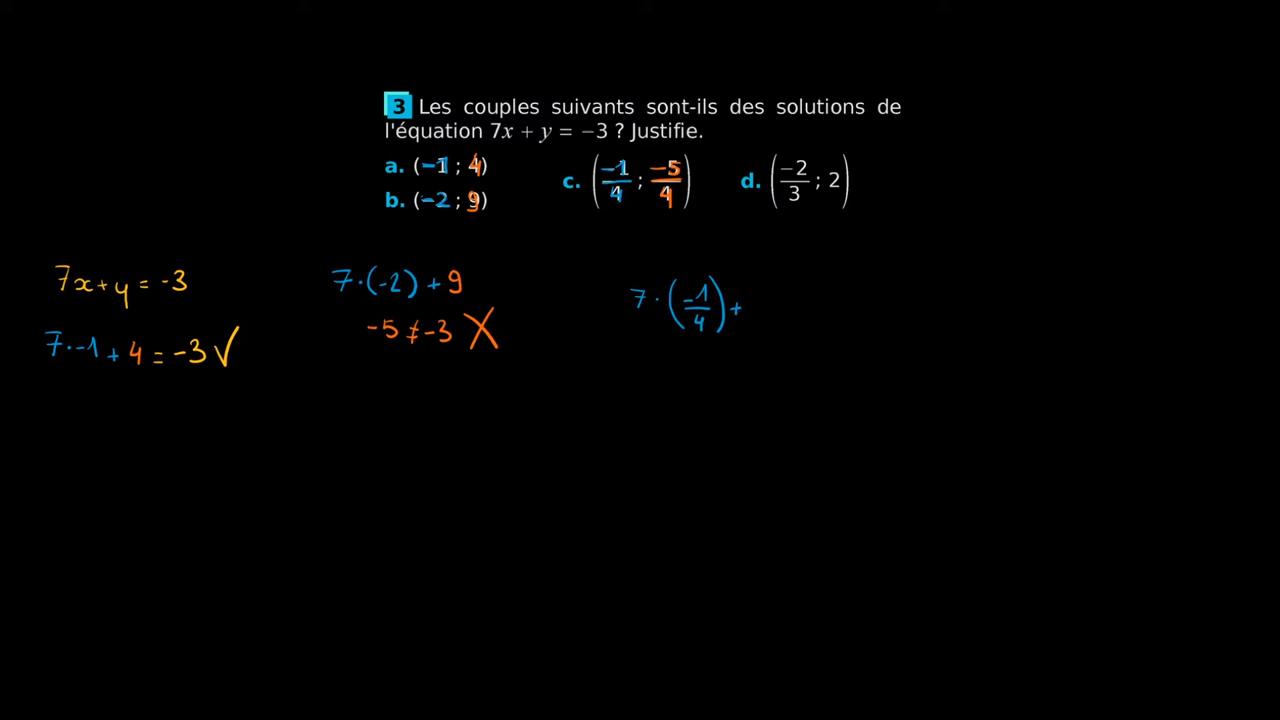 3 Les couples suivants sont-ils des solutions de
l'équation 7x + y = −3 ? Justifie.
a. (−1 ; 4)
b. (−2 ; 9)
c. (−1/4 ; −5/4)
d. (−2/3 ; 2)
7x+y = -3
7·-1 + 4 = -3 √
7·(-2) + 9
-5 ≠ -3 X
7·(-1/4) +